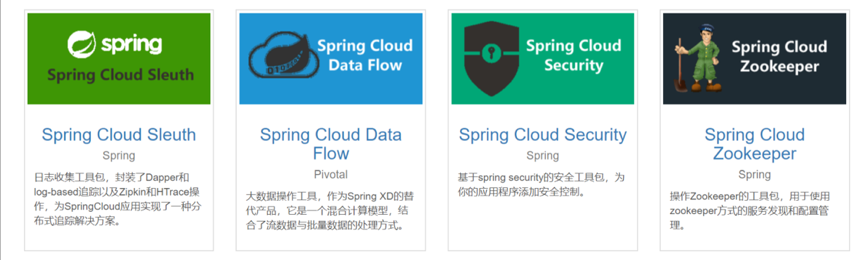 spring
Spring Cloud Sleuth
Spring Cloud Sleuth
Spring
日志收集工具包，封装了Dapper和
log-based追踪以及Zipkin和HTrace操
作，为SpringCloud应用实现了一种分
布式追踪解决方案。
Spring Cloud
Data Flow
Spring Cloud Data
Flow
Pivotal
大数据操作工具，作为Spring XD的替
代产品，它是一个混合计算模型，结
合了流数据与批量数据的处理方式。
Spring Cloud
Security
Spring Cloud Security
Spring
基于spring security的安全工具包，为
你的应用程序添加安全控制。
Spring Cloud
Zookeeper
Spring Cloud
Zookeeper
Spring
操作Zookeeper的工具包，用于使用
zookeeper方式的服务发现和配置管
理。